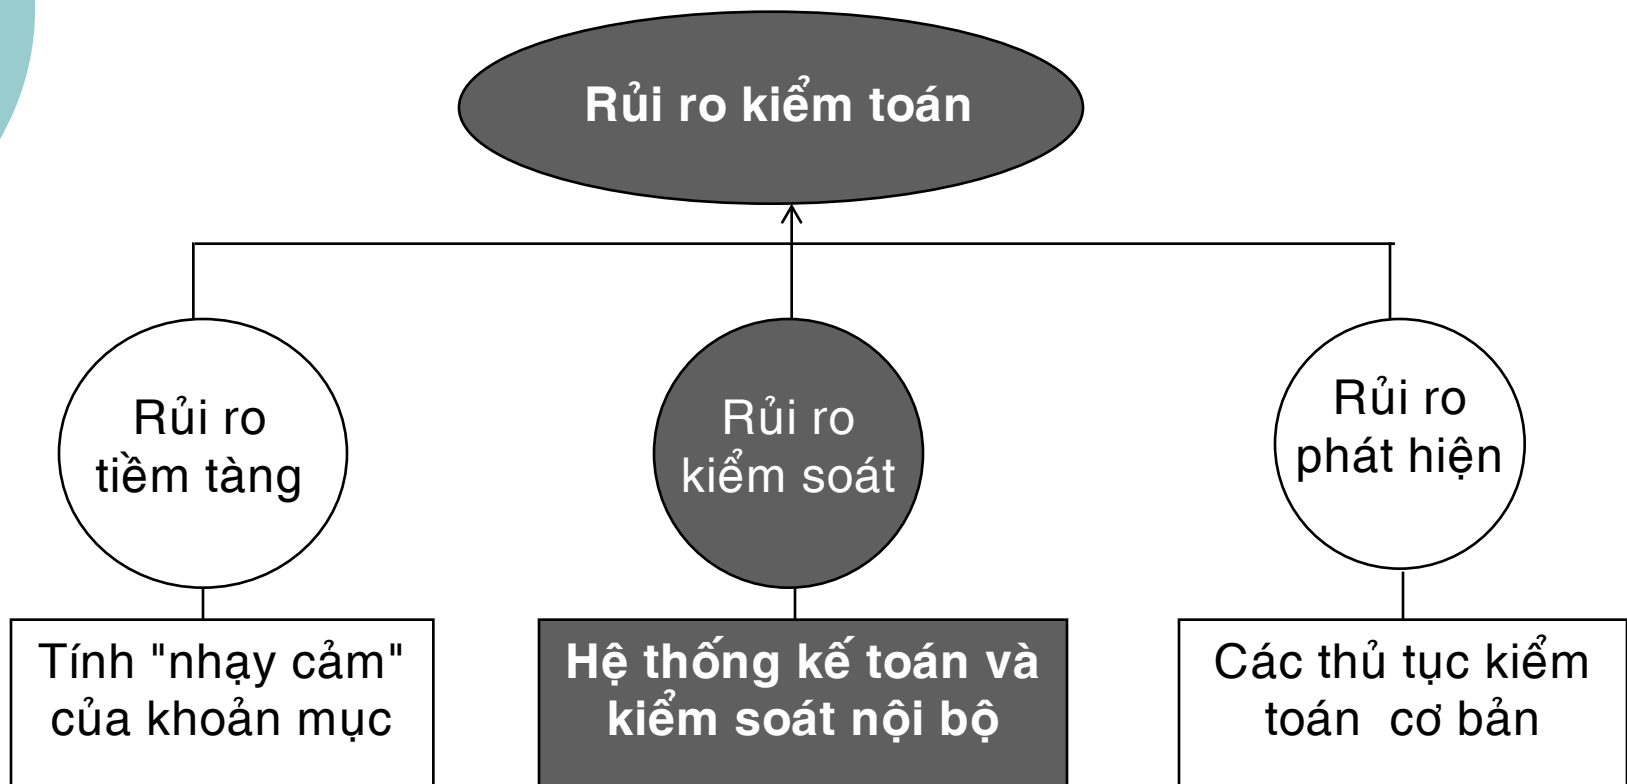 Rủi ro kiểm toán
Rủi ro
tiềm tàng
Rủi ro
kiểm soát
Rủi ro
phát hiện
Tính "nhạy cảm"
của khoản mục
Hệ thống kế toán và
kiểm soát nội bộ
Các thủ tục kiểm
toán cơ bản